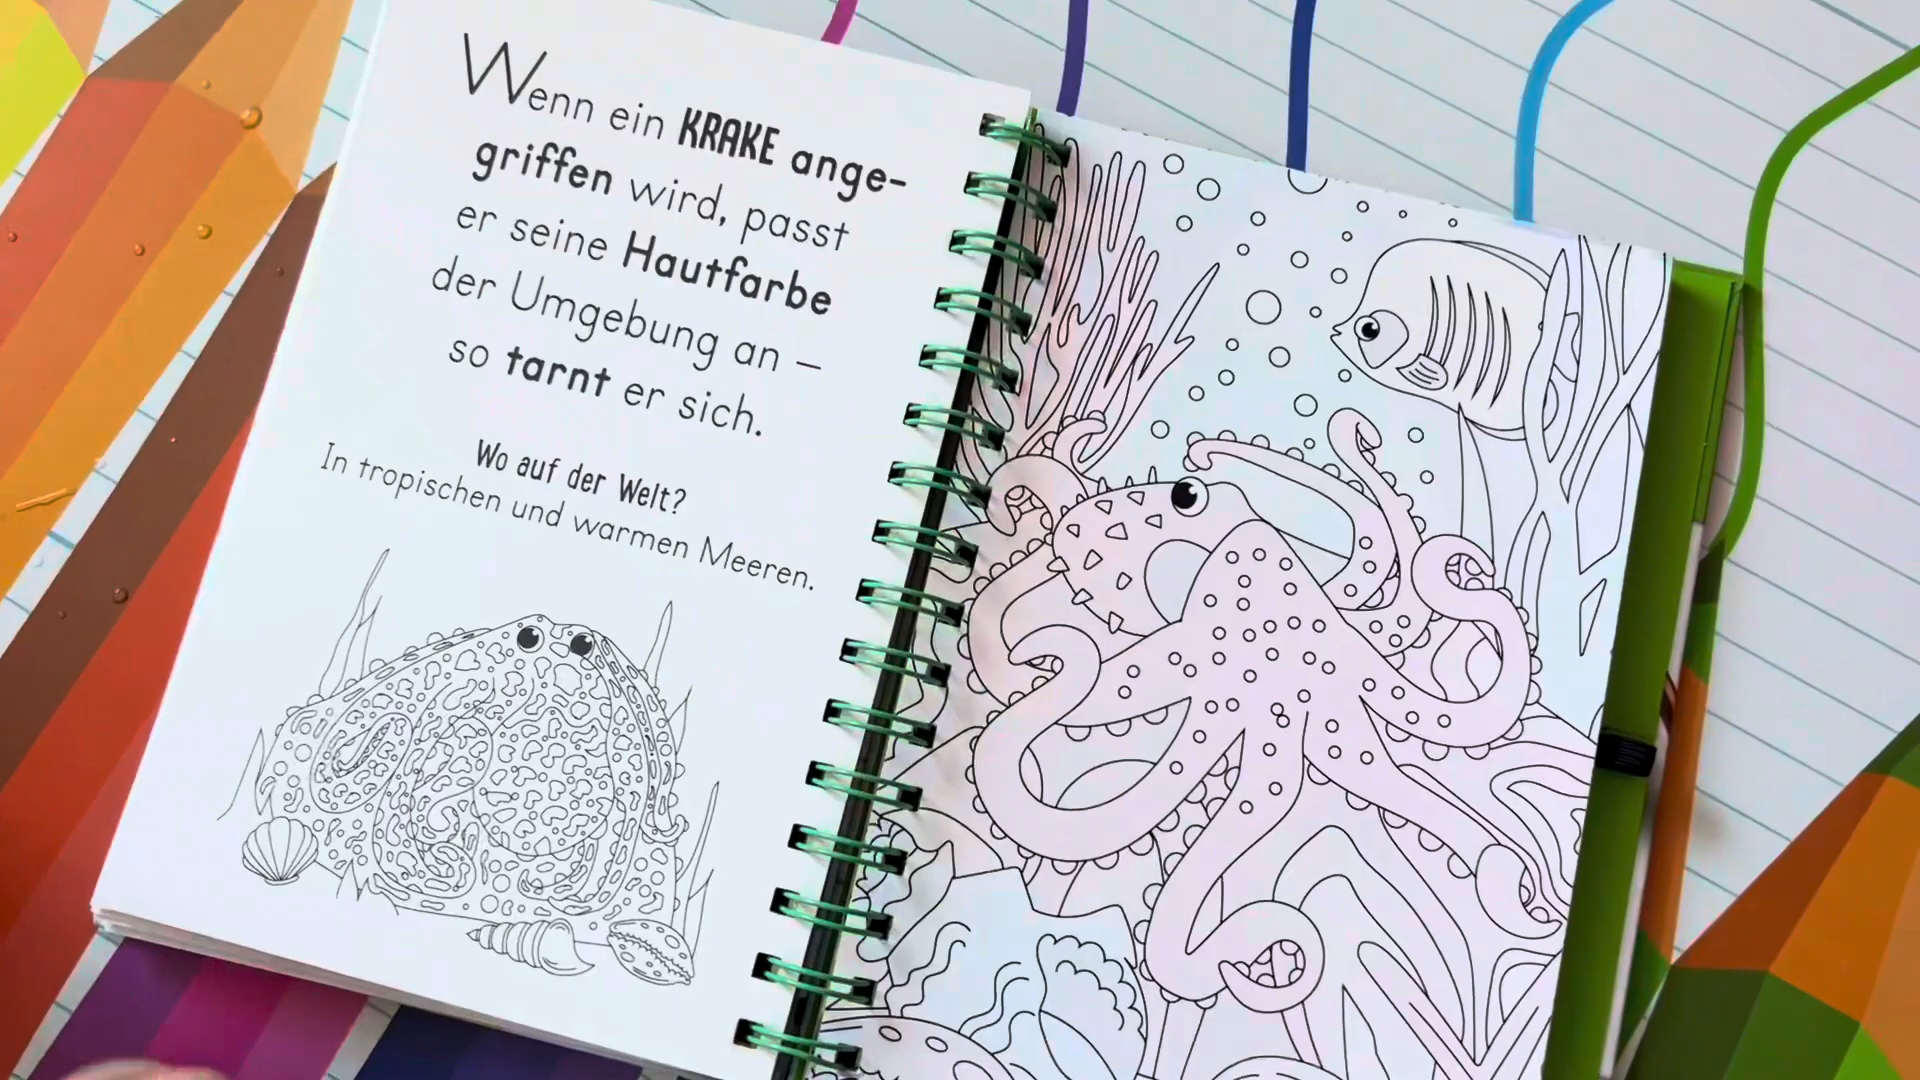 Wenn ein KRAKE ange-
griffen wird, passt
er seine Hautfarbe
der Umgebung an –
so tarnt er sich.
Wo auf der Welt?
In tropischen und warmen Meeren.